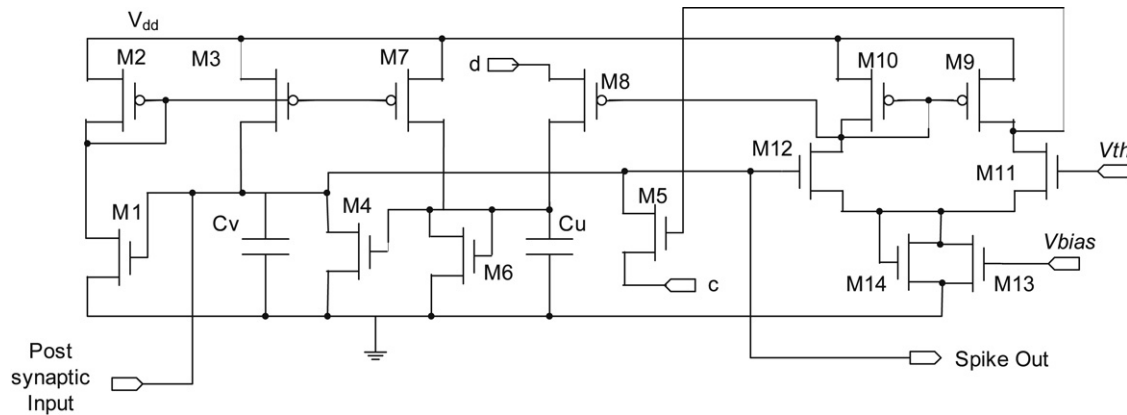 Vdd
M2
M3
M7
M10
M9
d
M8
M12
M11
Vth
M1
Cv
M4
Cu
M5
M6
Vbias
M14
M13
c
Post
synaptic
Input
Spike Out